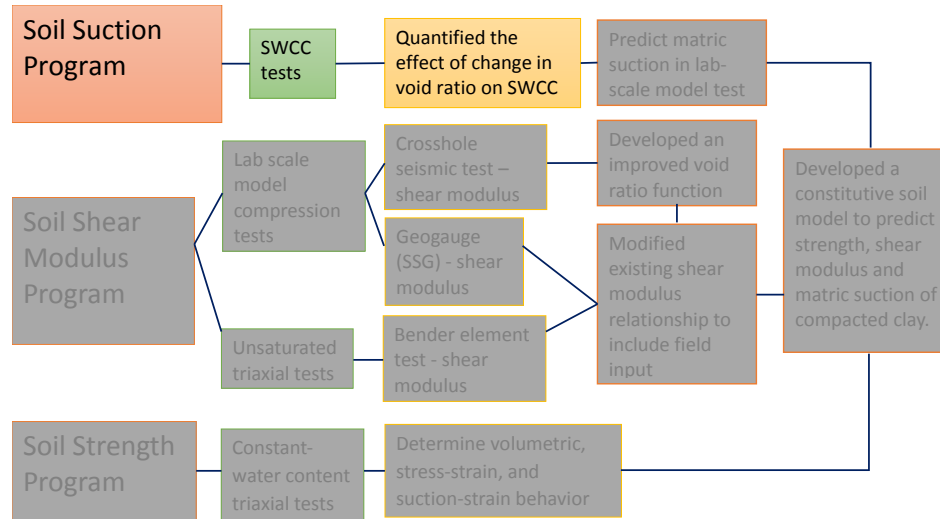 Soil Suction
Program
SWCC
tests
Quantified the
effect of change in
void ratio on SWCC
Predict matric
suction in lab-
scale model test
Soil Shear
Modulus
Program
Lab scale
model
compression
tests
Crosshole
seismic test –
shear modulus
Developed an
improved void
ratio function
Geogauge
(SSG) - shear
modulus
Unsaturated
triaxial tests
Bender element
test - shear
modulus
Modified
existing shear
modulus
relationship to
include field
input
Developed a
constitutive soil
model to predict
strength, shear
modulus and
matric suction of
compacted clay.
Soil Strength
Program
Constant-
water content
triaxial tests
Determine volumetric,
stress-strain, and
suction-strain behavior